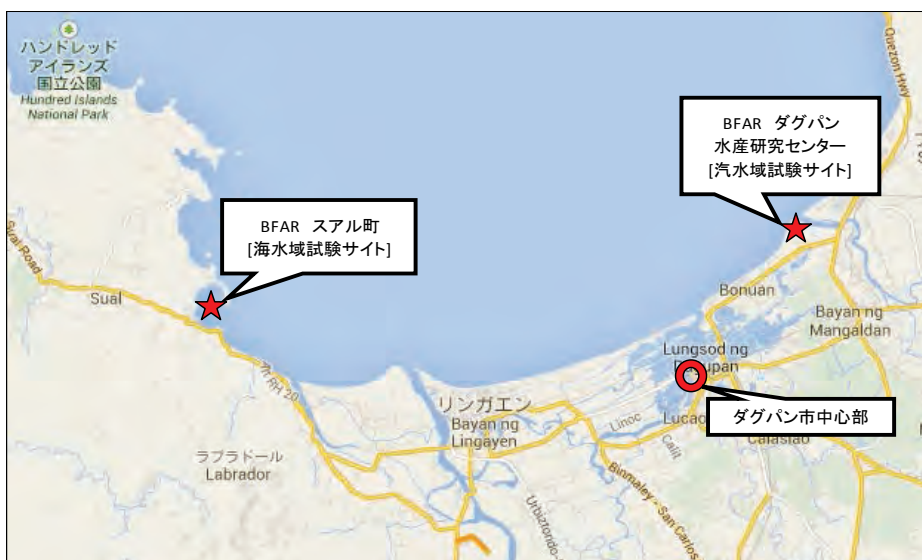 ハンドレッド
アイランズ
国立公園
Hundred Islands
National Park
Quezon Hwy
BFAR ダグパン
水産研究センター
[汽水域試験サイト]
BFAR スアル町
[海水域試験サイト]
Sual Road
Sual
Bonuan
Bayan ng
Mangaldan
Lungsod ng
リンガエン
Bayan ng
Lingayen
Linoc
ダグパン市中心部
Calit
ラブラドール
Labrador
Binmaley - San Carlos